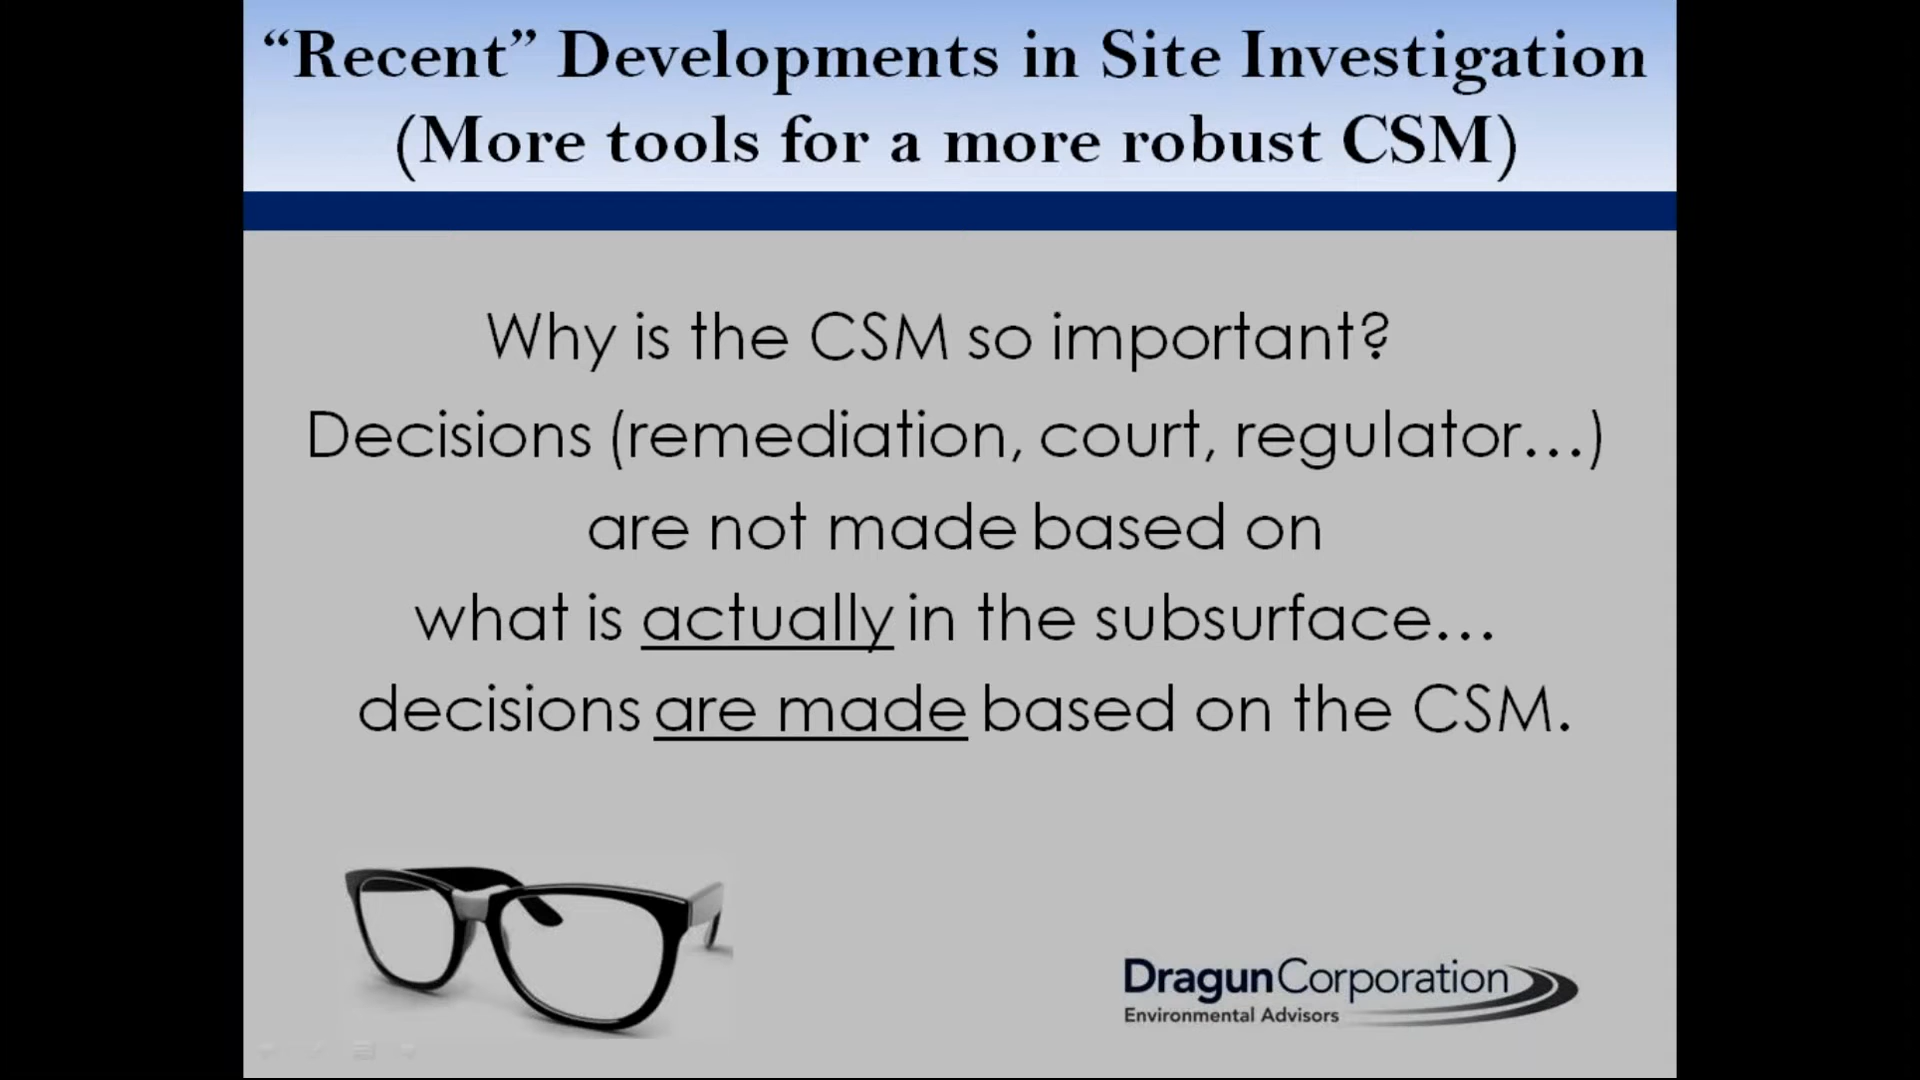 “Recent” Developments in Site Investigation
(More tools for a more robust CSM)
Why is the CSM so important?
Decisions (remediation, court, regulator…)
are not made based on
what is actually in the subsurface…
decisions are made based on the CSM.
DragunCorporation
Environmental Advisors